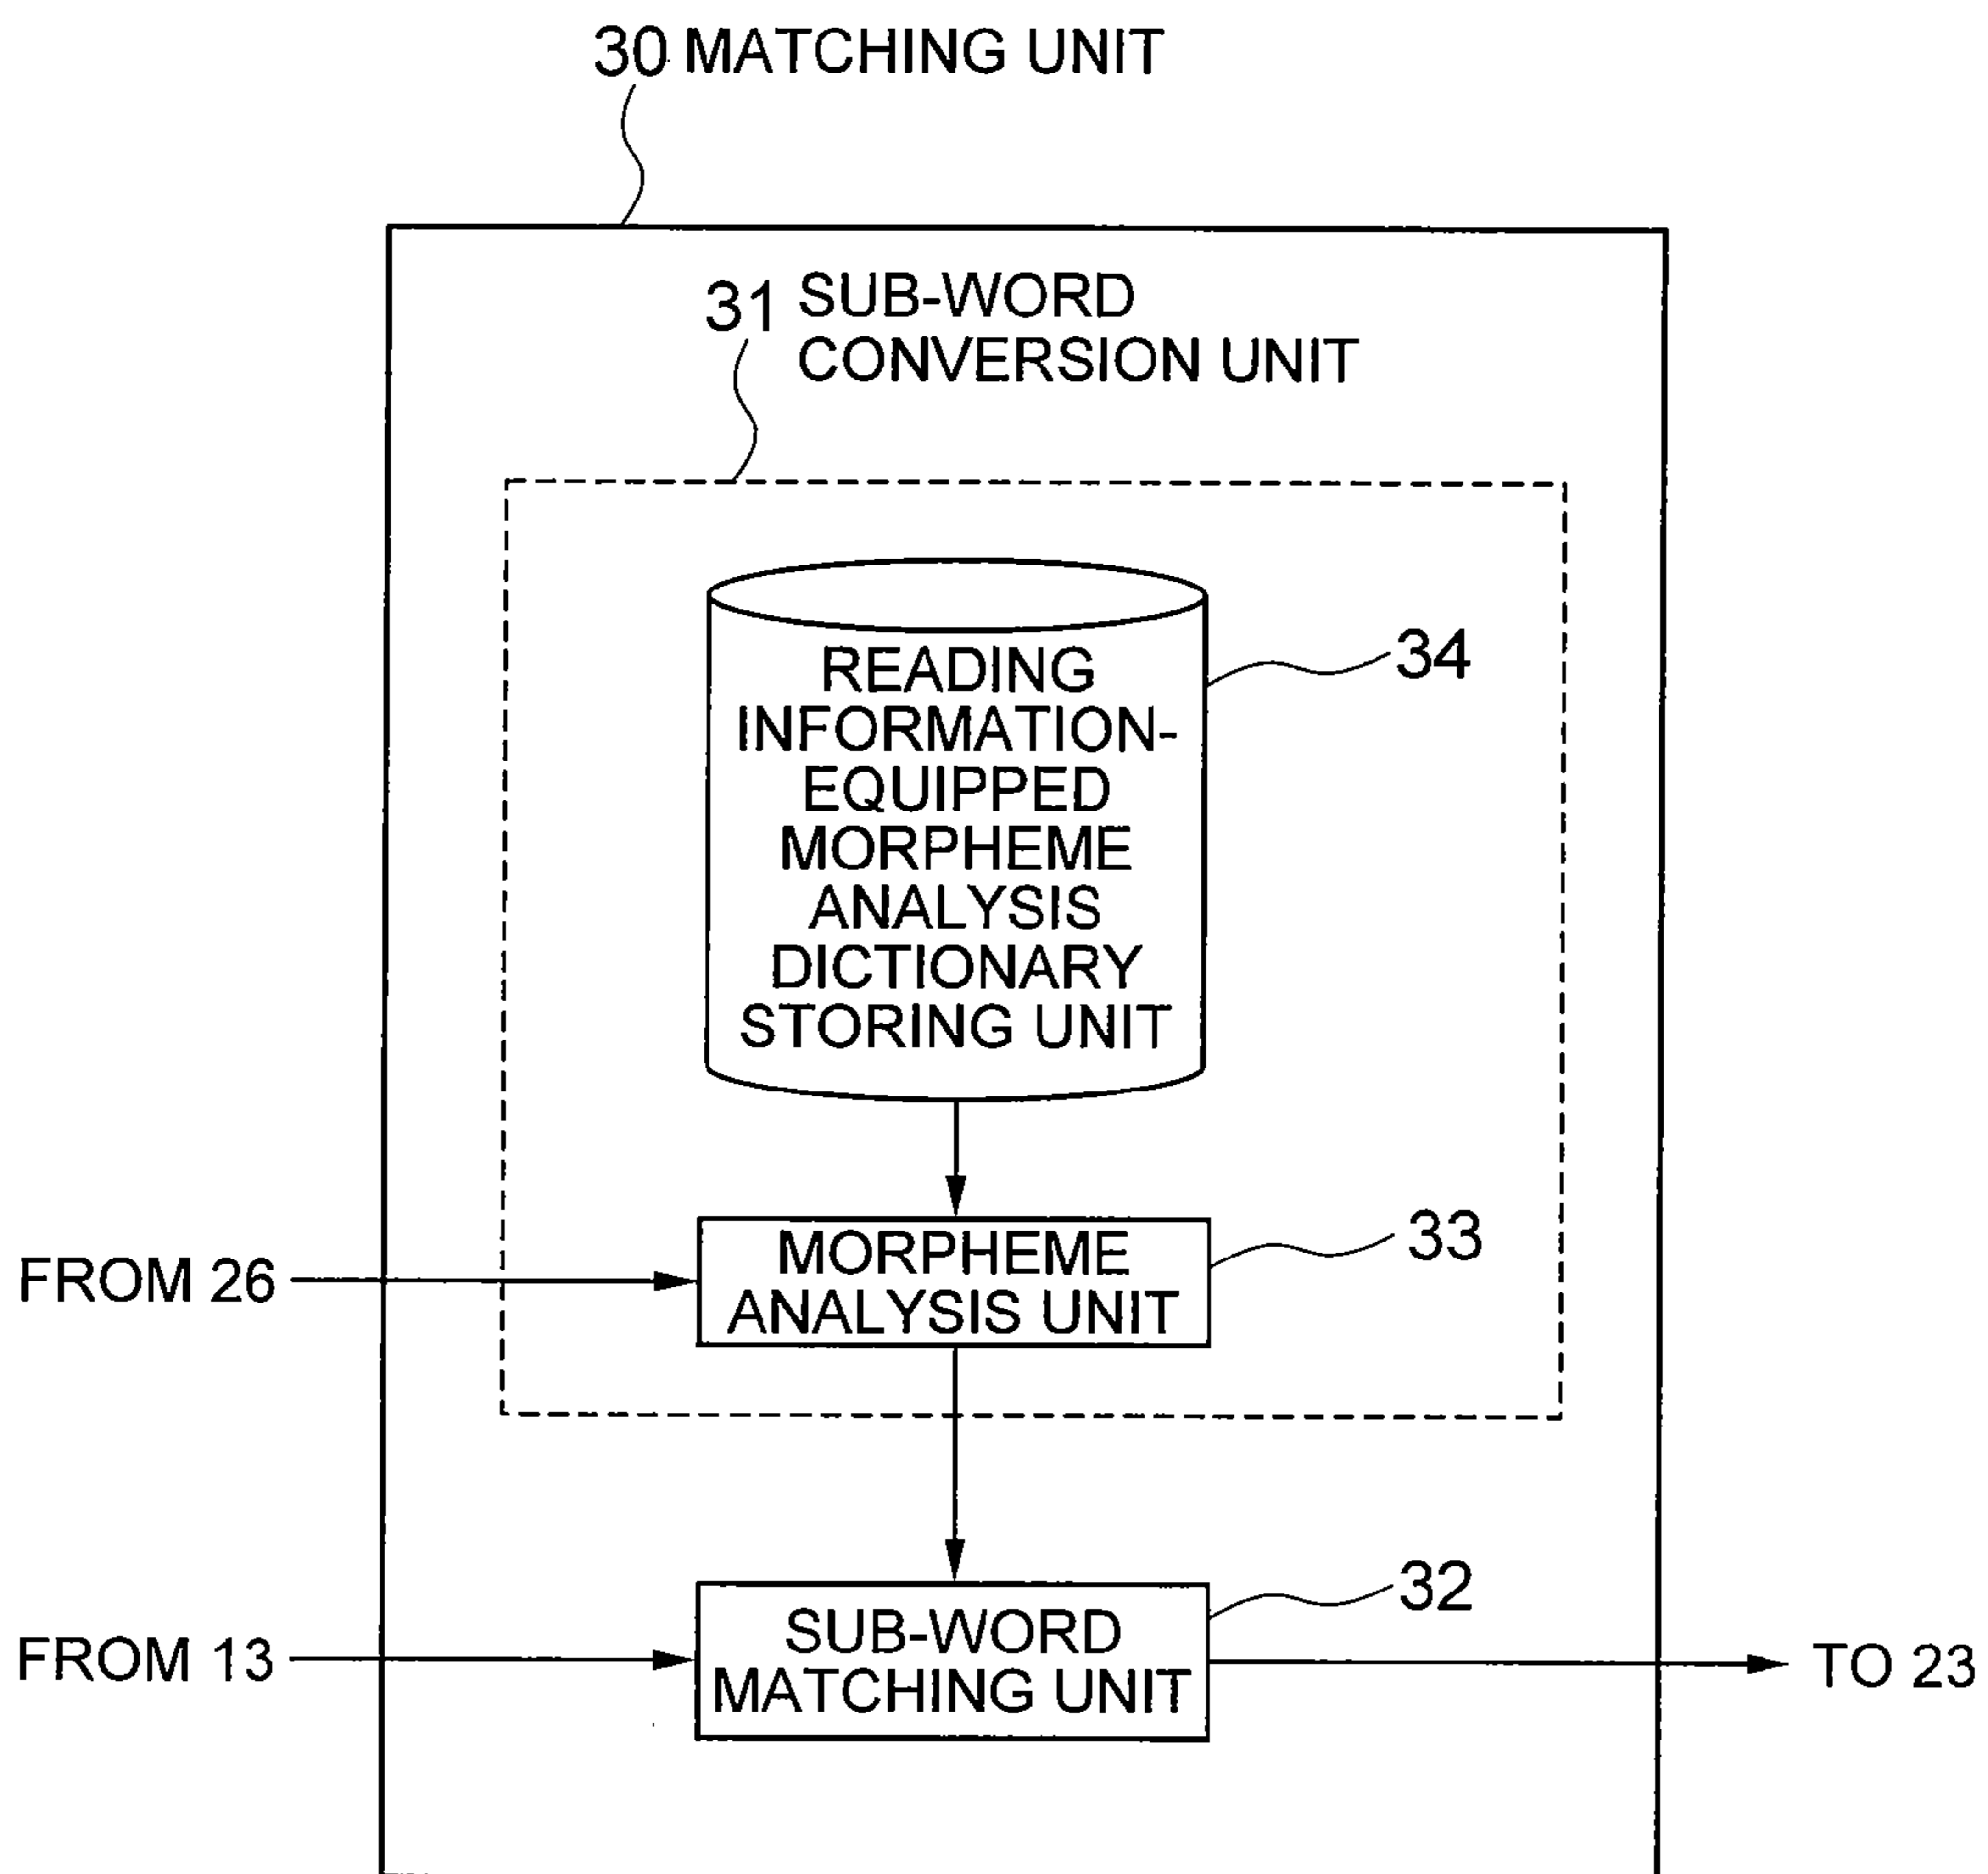 30 MATCHING UNIT
31 SUB-WORD
CONVERSION UNIT
READING
INFORMATION-
EQUIPPED
MORPHEME
ANALYSIS
DICTIONARY
STORING UNIT
34
MORPHEME
ANALYSIS UNIT
33
FROM 26
SUB-WORD
MATCHING UNIT
32
FROM 13
TO 23